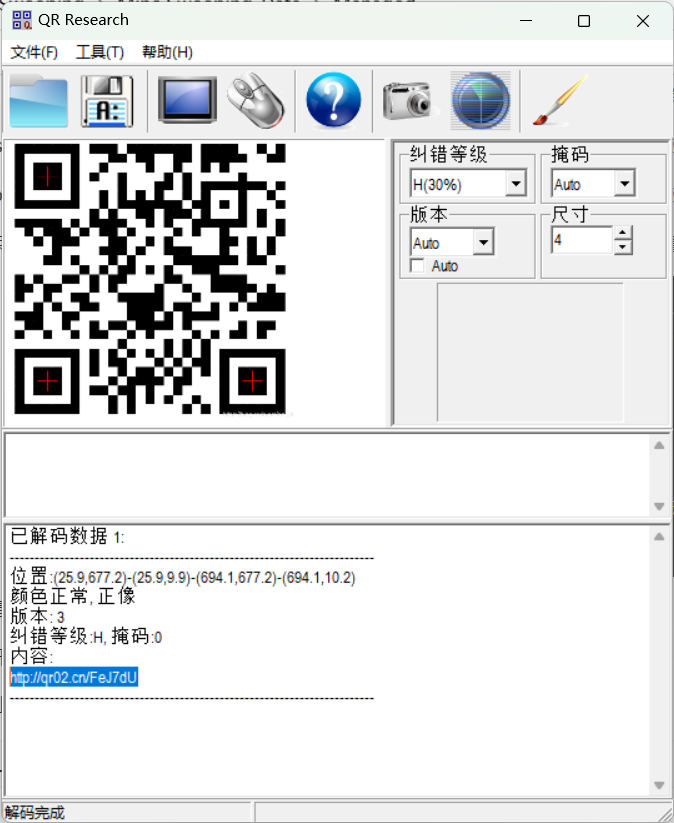 QR Research
文件(F) 工具(T) 帮助(H)
A:
纠错等级 掩码
H(30%) Auto
版本 尺寸
Auto 4
Auto
已解码数据 1:
位置:(25.9,677.2)-(25.9,9.9)-(694.1,677.2)-(694.1,10.2)
颜色正常, 正像
版本: 3
纠错等级:H, 掩码:0
内容:
http://qr02.cn/FeJ7dU
解码完成